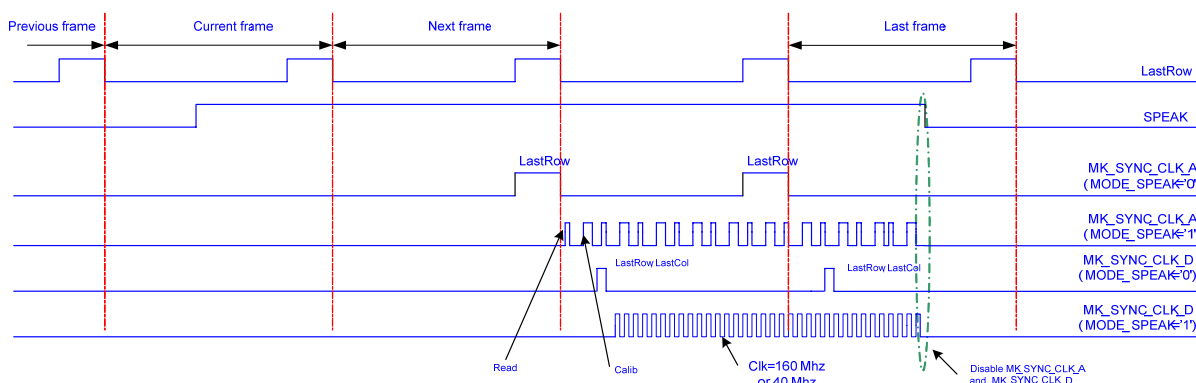 Previous frame
Current frame
Next frame
Last frame
LastRow
SPEAK
LastRow
LastRow
MK_SYNC_CLK_A
(MODE_SPEAK='0'
MK_SYNC_CLK_A
(MODE_SPEAK='1'
LastRow LastCol
LastRow LastCol
MK_SYNC_CLK_D
(MODE_SPEAK='0')
MK_SYNC_CLK_D
(MODE_SPEAK='1')
Read
Calib
Clk=160 Mhz
or 40 Mhz
Disable MK_SYNC_CLK_A
and MK_SYNC_CLK_D